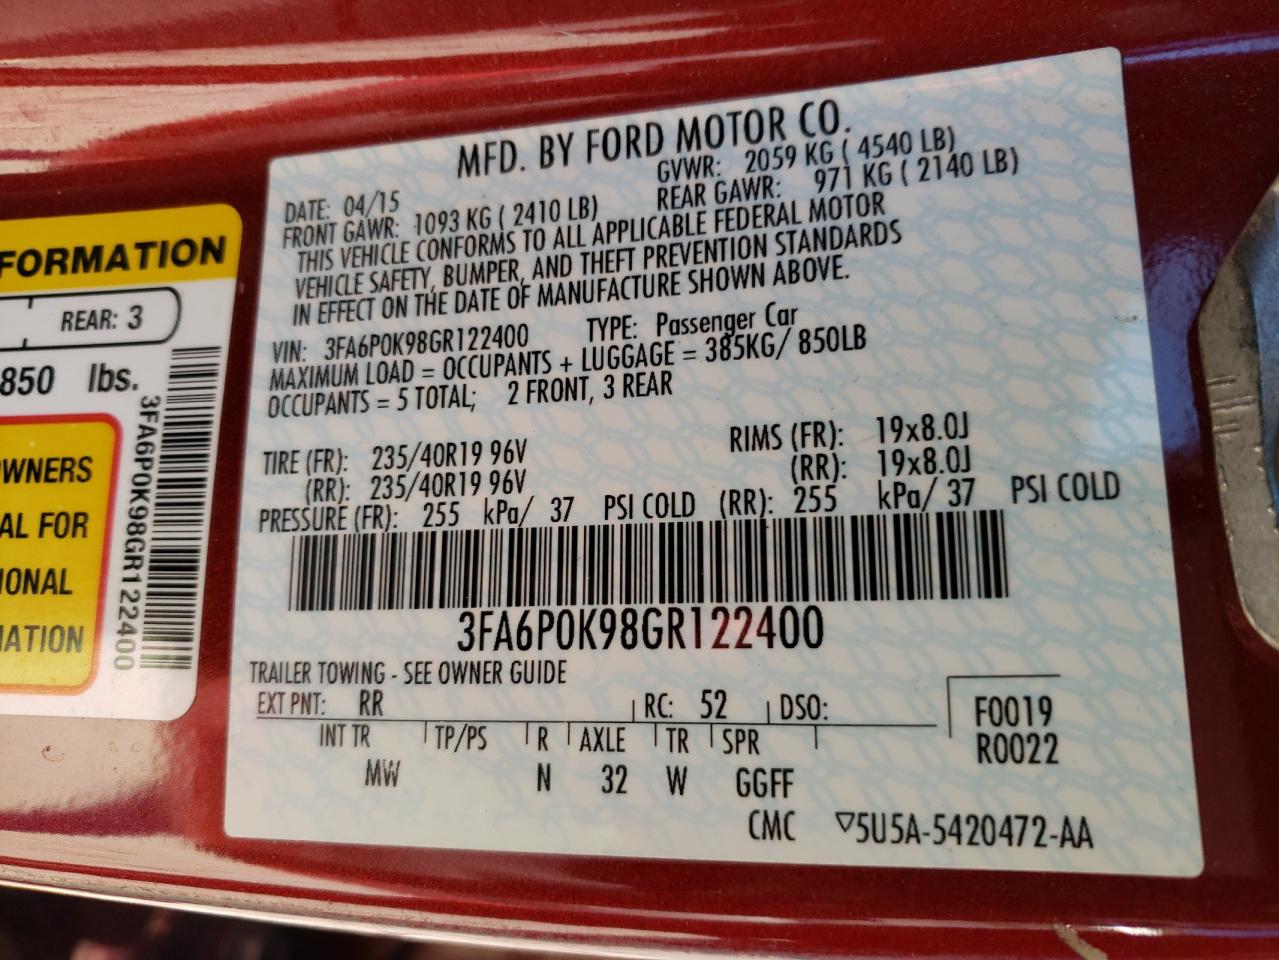 FORMATION
REAR: 3
850 lbs.
OWNERS
AL FOR
IONAL
MATION
3FA6P0K98GR122400
MFD. BY FORD MOTOR CO.
DATE: 04/15 GVWR: 2059 KG ( 4540 LB)
FRONT GAWR: 1093 KG ( 2410 LB) REAR GAWR: 971 KG ( 2140 LB)
THIS VEHICLE CONFORMS TO ALL APPLICABLE FEDERAL MOTOR
VEHICLE SAFETY, BUMPER, AND THEFT PREVENTION STANDARDS
IN EFFECT ON THE DATE OF MANUFACTURE SHOWN ABOVE.
VIN: 3FA6P0K98GR122400 TYPE: Passenger Car
MAXIMUM LOAD = OCCUPANTS + LUGGAGE = 385KG/ 850LB
OCCUPANTS = 5 TOTAL; 2 FRONT, 3 REAR
TIRE (FR): 235/40R19 96V RIMS (FR): 19x8.0J
(RR): 235/40R19 96V (RR): 19x8.0J
PRESSURE (FR): 255 kPa/ 37 PSI COLD (RR): 255 kPa/ 37 PSI COLD
3FA6P0K98GR122400
TRAILER TOWING - SEE OWNER GUIDE
EXT PNT: RR RC: 52 DSO: F0019
INT TR TP/PS R AXLE TR SPR R0022
MW N 32 W GGFF
CMC ▽5U5A-5420472-AA